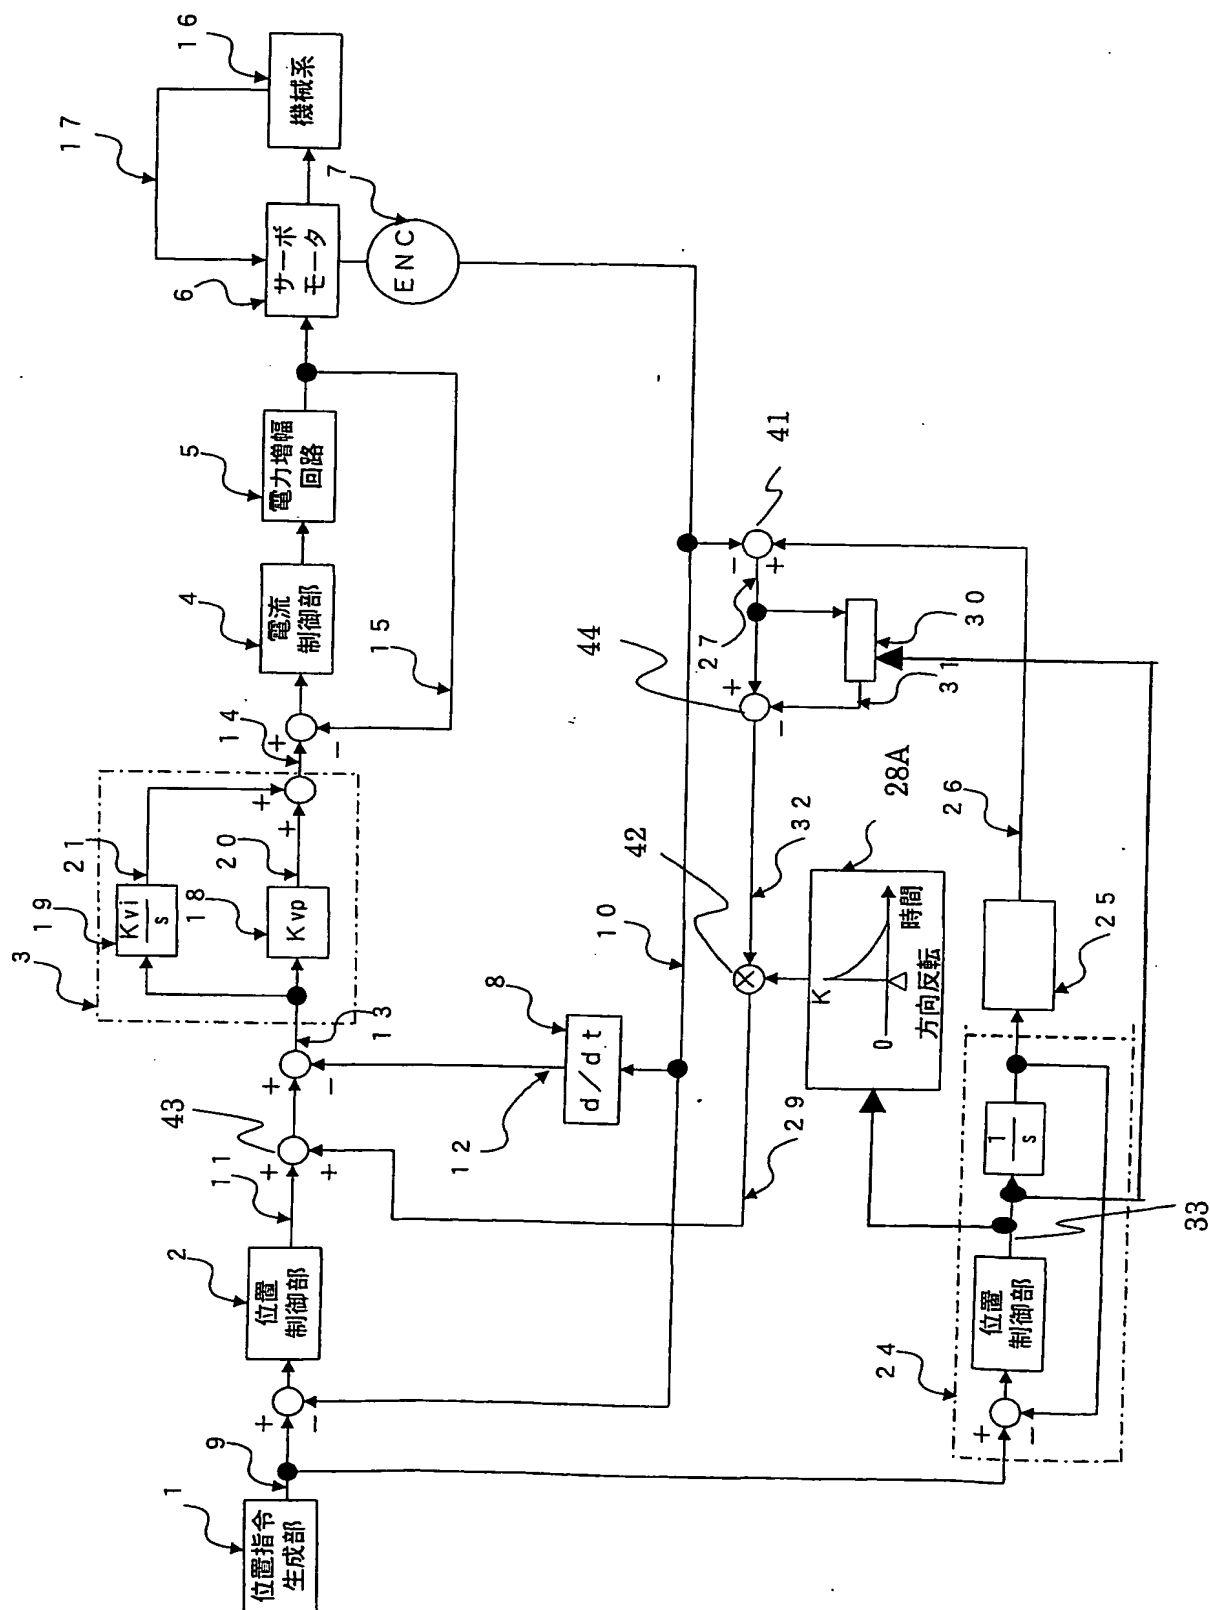 1
位置指令
生成部
9
+
−
2
位置
制御部
11
43
+
+
+
−
13
3
19
Kvi
s
21
18
Kvp
20
+
+
14
+
−
4
電流
制御部
5
電力増幅
回路
15
6
サーボ
モータ
17
16
機械系
7
ENC
8
d/dt
12
10
29
42
×
32
44
+
−
27
41
−
+
30
31
28A
K
0
時間
方向反転
24
+
−
位置
制御部
33
1
s
25
26